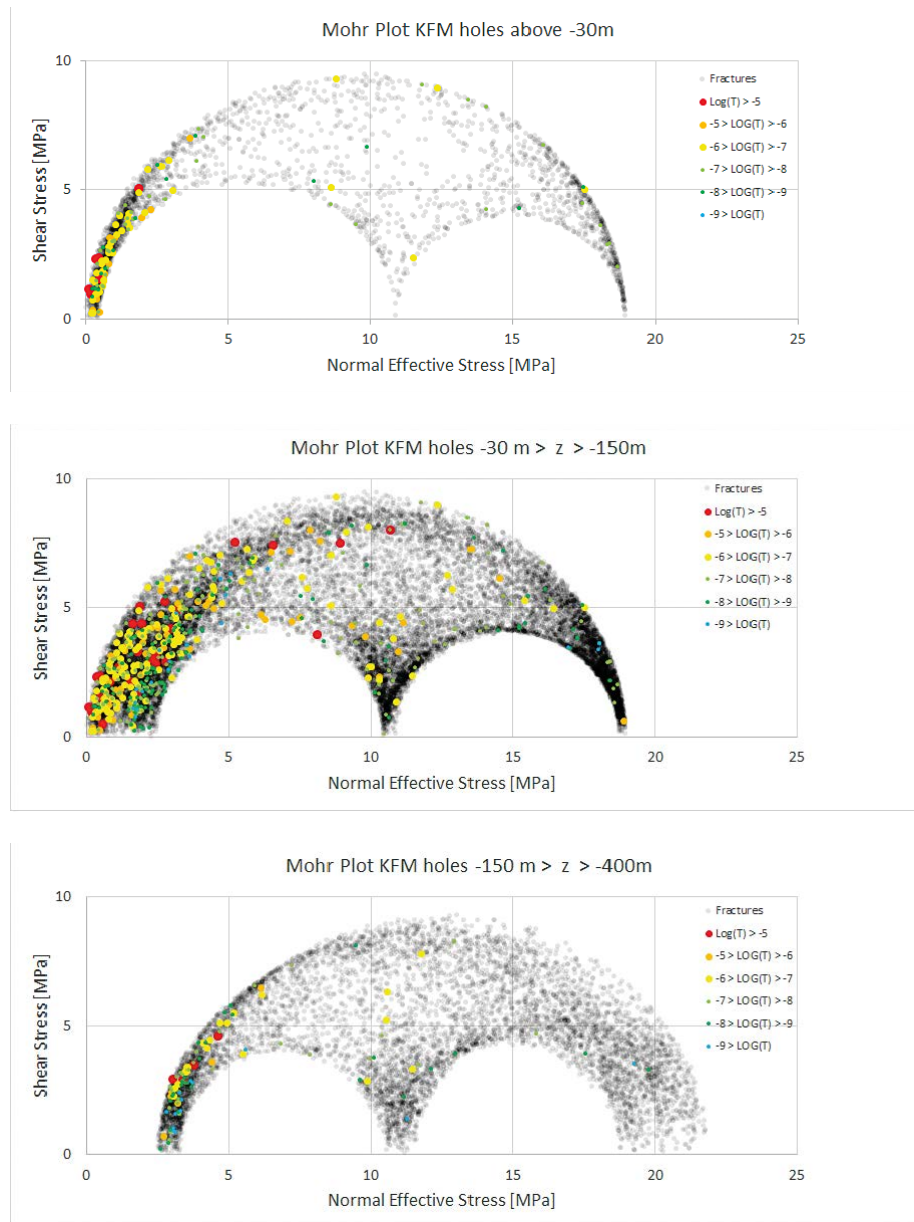 Mohr Plot KFM holes above -30m
10
5
0
Shear Stress [MPa]
0 5 10 15 20 25
Normal Effective Stress [MPa]
Fractures
Log(T) > -5
-5 > LOG(T) > -6
-6 > LOG(T) > -7
-7 > LOG(T) > -8
-8 > LOG(T) > -9
-9 > LOG(T)
Mohr Plot KFM holes -30 m > z > -150m
10
5
0
Shear Stress [MPa]
0 5 10 15 20 25
Normal Effective Stress [MPa]
Fractures
Log(T) > -5
-5 > LOG(T) > -6
-6 > LOG(T) > -7
-7 > LOG(T) > -8
-8 > LOG(T) > -9
-9 > LOG(T)
Mohr Plot KFM holes -150 m > z > -400m
10
5
0
Shear Stress [MPa]
0 5 10 15 20 25
Normal Effective Stress [MPa]
Fractures
Log(T) > -5
-5 > LOG(T) > -6
-6 > LOG(T) > -7
-7 > LOG(T) > -8
-8 > LOG(T) > -9
-9 > LOG(T)